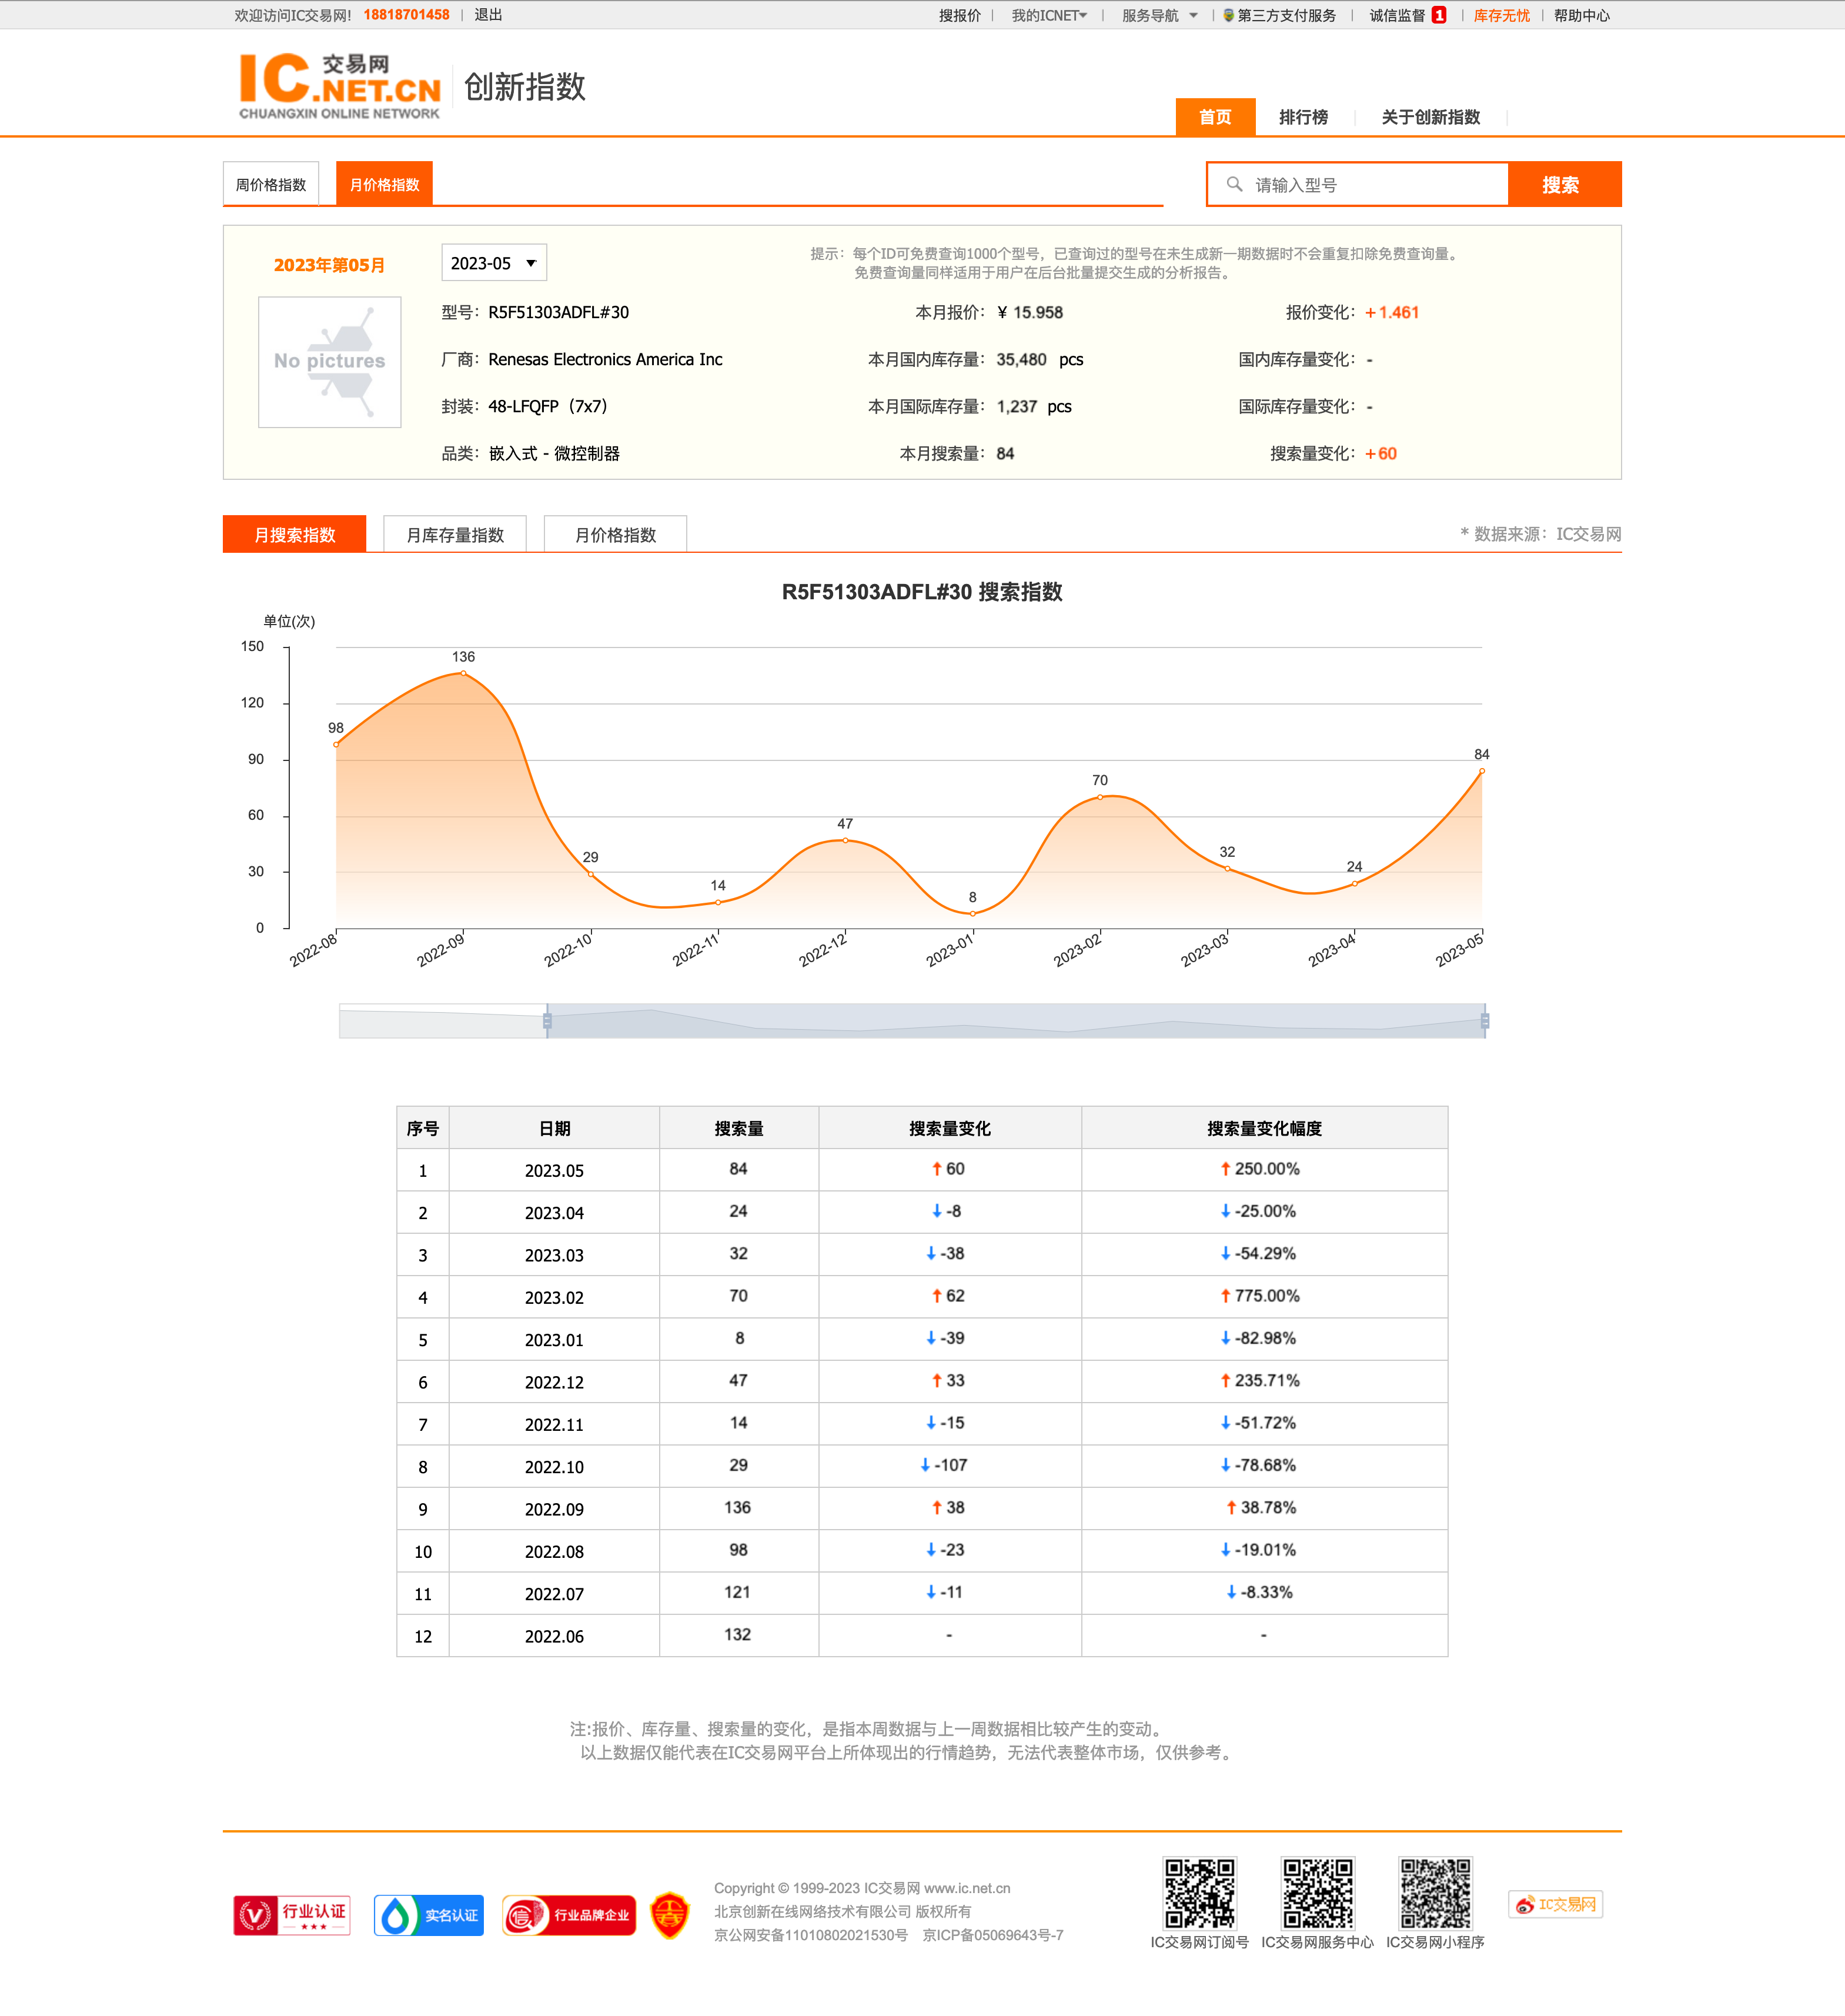 欢迎访问IC交易网! 18818701458 | 退出 搜报价 | 我的ICNET | 服务导航 | 第三方支付服务 | 诚信监督 1 | 库存无忧 | 帮助中心
IC交易网.NET.CN 创新指数
CHUANGXIN ONLINE NETWORK
首页 排行榜 关于创新指数
周价格指数 月价格指数 请输入型号 搜索
2023年第05月 2023-05 提示：每个ID可免费查询1000个型号，已查询过的型号在未生成新一期数据时不会重复扣除免费查询量。
免费查询量同样适用于用户在后台批量提交生成的分析报告。
No pictures
型号：R5F51303ADFL#30 本月报价：¥ 15.958 报价变化：+1.461
厂商：Renesas Electronics America Inc 本月国内库存量：35,480 pcs 国内库存量变化：-
封装：48-LFQFP（7x7） 本月国际库存量：1,237 pcs 国际库存量变化：-
品类：嵌入式 - 微控制器 本月搜索量：84 搜索量变化：+60
月搜索指数 月库存量指数 月价格指数 * 数据来源：IC交易网
R5F51303ADFL#30 搜索指数
单位(次)
150
120
90
60
30
0
98 136 29 14 47 8 70 32 24 84
2022-08 2022-09 2022-10 2022-11 2022-12 2023-01 2023-02 2023-03 2023-04 2023-05
序号 日期 搜索量 搜索量变化 搜索量变化幅度
1 2023.05 84 ↑ 60 ↑ 250.00%
2 2023.04 24 ↓ -8 ↓ -25.00%
3 2023.03 32 ↓ -38 ↓ -54.29%
4 2023.02 70 ↑ 62 ↑ 775.00%
5 2023.01 8 ↓ -39 ↓ -82.98%
6 2022.12 47 ↑ 33 ↑ 235.71%
7 2022.11 14 ↓ -15 ↓ -51.72%
8 2022.10 29 ↓ -107 ↓ -78.68%
9 2022.09 136 ↑ 38 ↑ 38.78%
10 2022.08 98 ↓ -23 ↓ -19.01%
11 2022.07 121 ↓ -11 ↓ -8.33%
12 2022.06 132 - -
注:报价、库存量、搜索量的变化，是指本周数据与上一周数据相比较产生的变动。
以上数据仅能代表在IC交易网平台上所体现出的行情趋势，无法代表整体市场，仅供参考。
行业认证
实名认证
信 行业品牌企业
Copyright © 1999-2023 IC交易网 www.ic.net.cn
北京创新在线网络技术有限公司 版权所有
京公网安备11010802021530号 京ICP备05069643号-7
IC交易网订阅号 IC交易网服务中心 IC交易网小程序
IC交易网